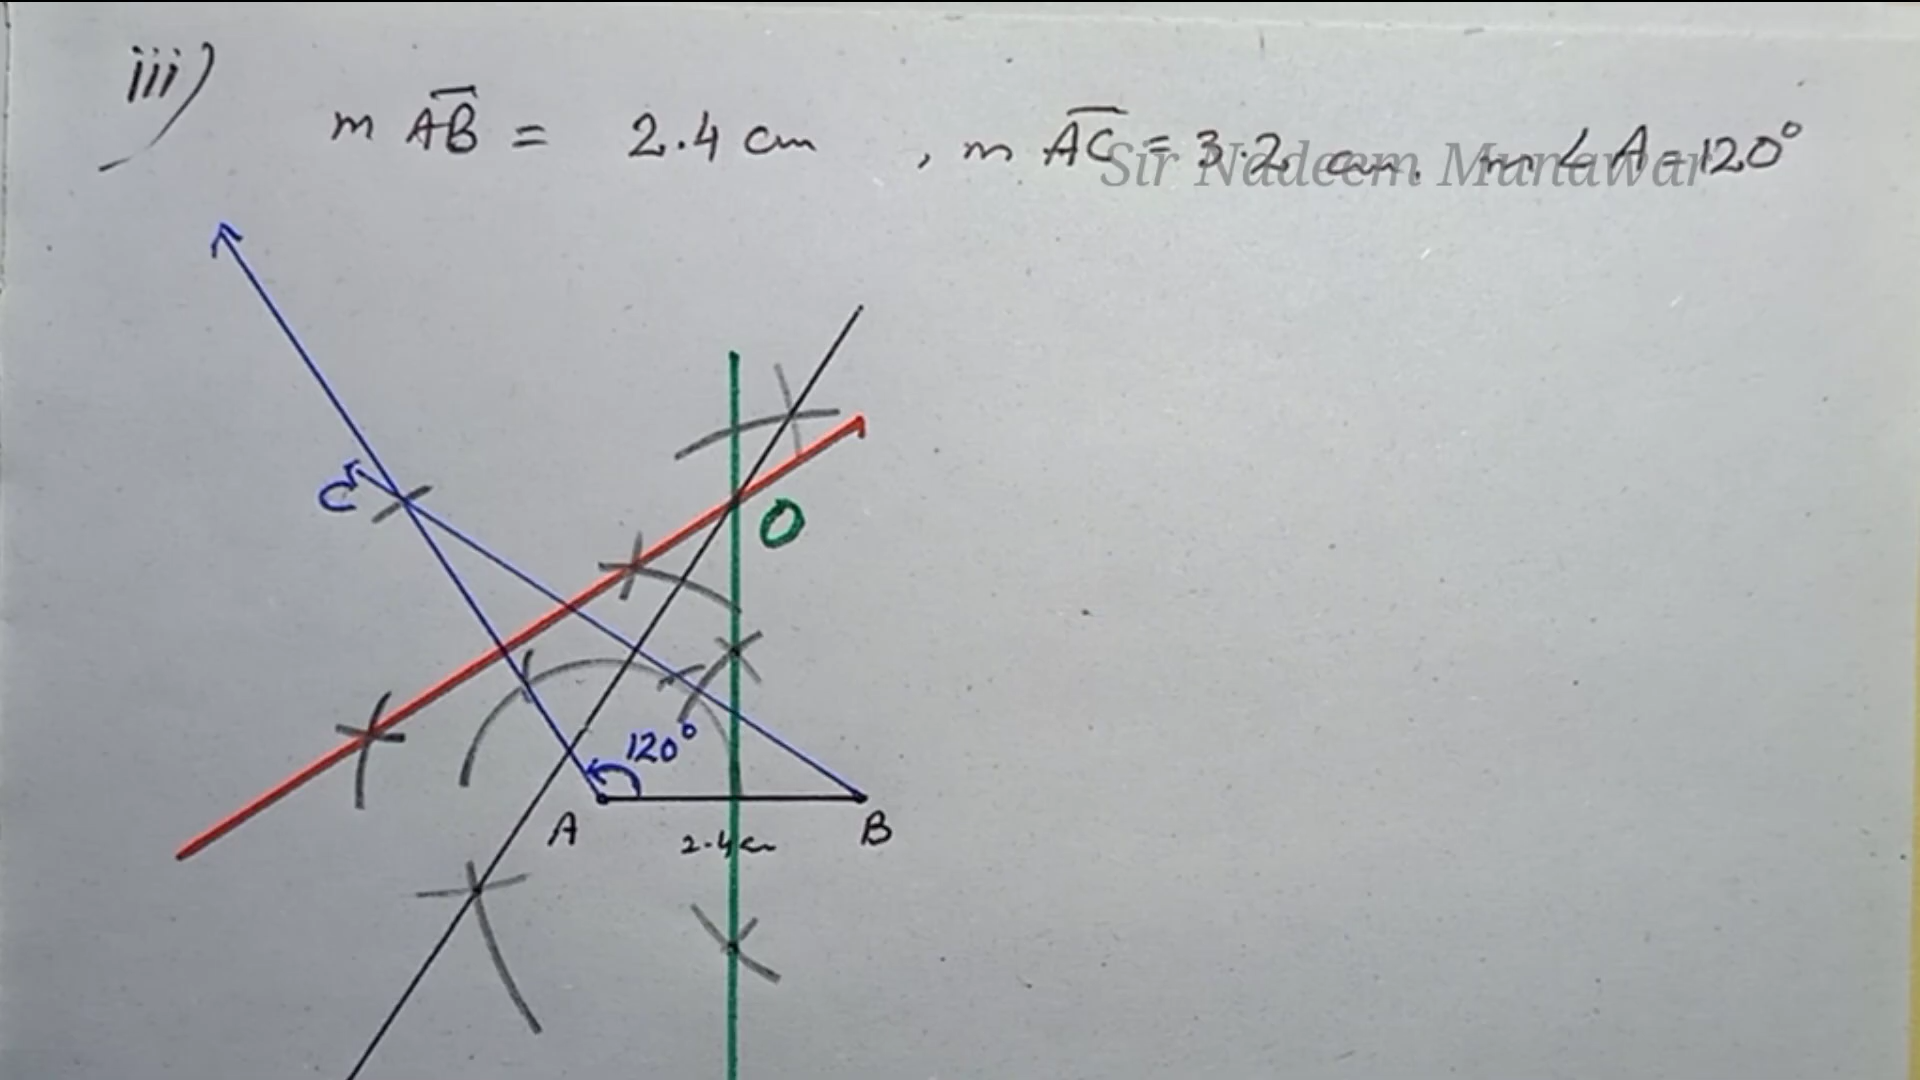 iii)
m AB = 2.4 cm , m AC = 3.2 cm. m∠A=120°
Sir Nadeem Munawar
C
O
120°
A
B
2.4cm